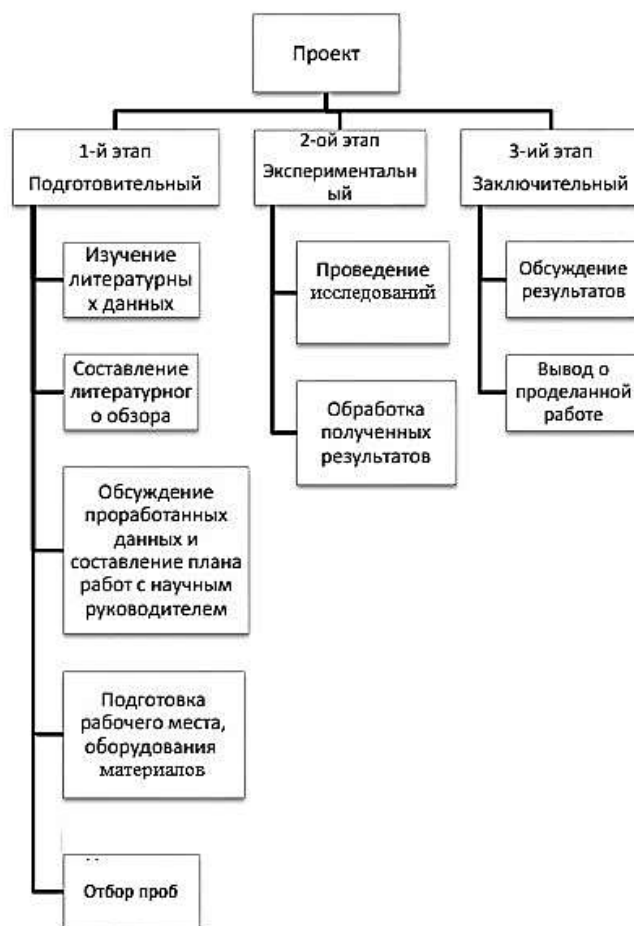 Проект
1-й этап
Подготовительный
Изучение
литературны
х данных
Составление
литературног
о обзора
Обсуждение
проработанных
данных и
составление плана
работ с научным
руководителем
Подготовка
рабочего места,
оборудования
материалов
Отбор проб
2-ой этап
Экспериментальн
ый
Проведение
исследований
Обработка
полученных
результатов
3-ий этап
Заключительный
Обсуждение
результатов
Вывод о
проделанной
работе